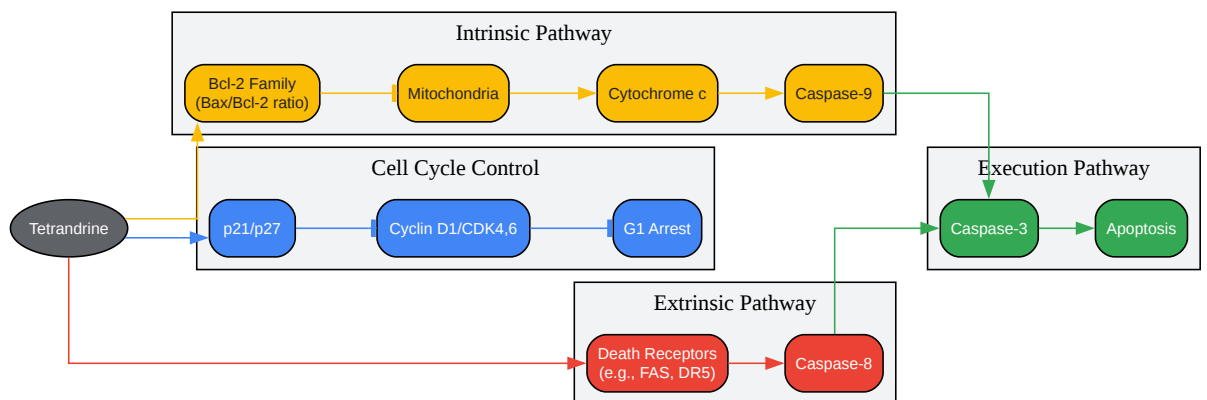 Intrinsic Pathway
Bcl-2 Family
(Bax/Bcl-2 ratio)
Mitochondria
Cytochrome c
Caspase-9
Cell Cycle Control
Execution Pathway
Tetrandrine
p21/p27
Cyclin D1/CDK4,6
G1 Arrest
Caspase-3
Apoptosis
Extrinsic Pathway
Death Receptors
(e.g., FAS, DR5)
Caspase-8